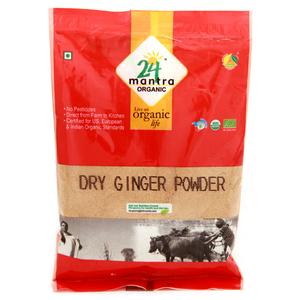 24
mantra
ORGANIC
Live an
organic
life
• No Pesticides
• Direct from Farm to Kitchen
• Certified for US, European
& Indian Organic Standards
DRY GINGER POWDER